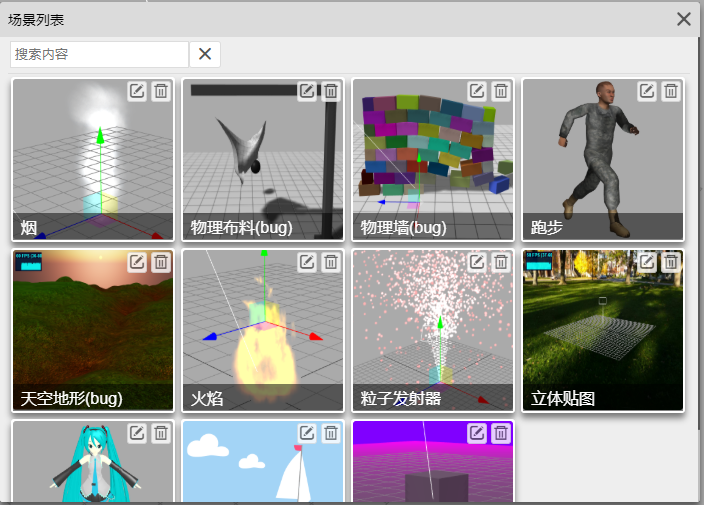 场景列表
搜索内容
烟
物理布料(bug)
物理墙(bug)
跑步
天空地形(bug)
火焰
粒子发射器
立体贴图